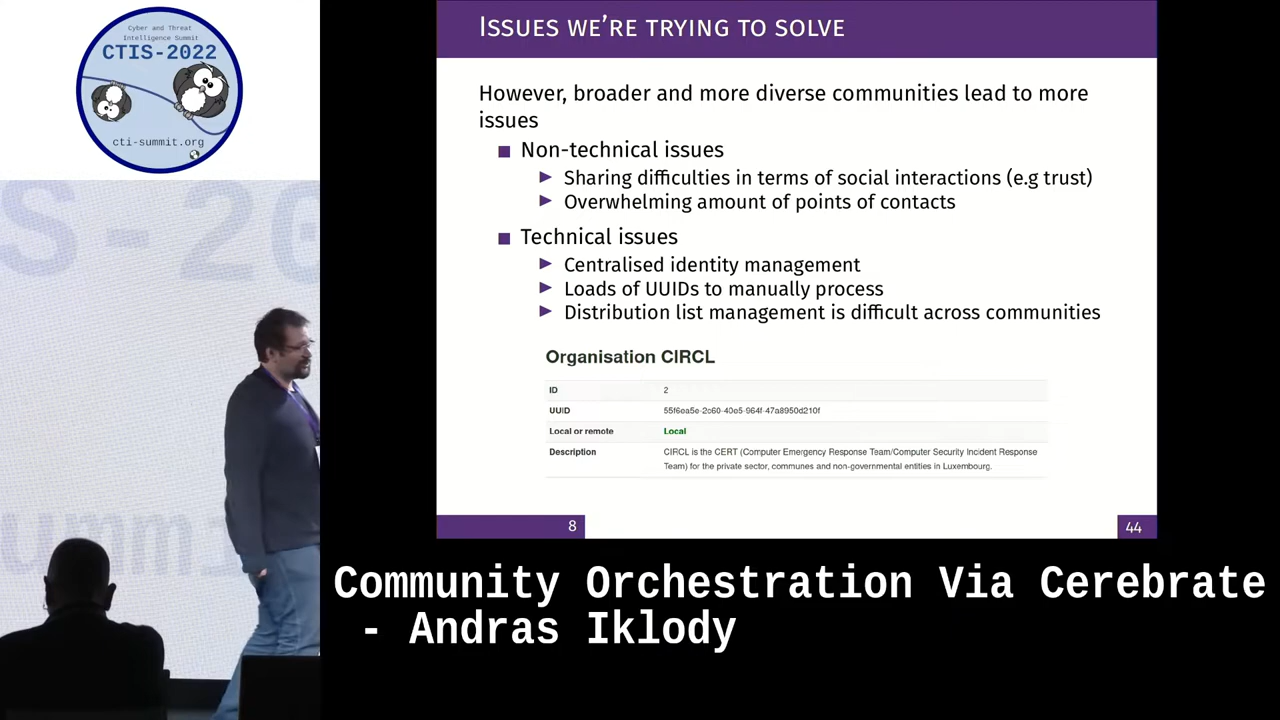 Cyber and Threat
Intelligence Summit
CTIS-2022
cti-summit.org
S - 20
ummi
ISSUES WE'RE TRYING TO SOLVE
However, broader and more diverse communities lead to more
issues
Non-technical issues
Sharing difficulties in terms of social interactions (e.g trust)
Overwhelming amount of points of contacts
Technical issues
Centralised identity management
Loads of UUIDs to manually process
Distribution list management is difficult across communities
Organisation CIRCL
ID 2
UUID 55f6ea5e-2c60-40e5-964f-47a8950d210f
Local or remote Local
Description CIRCL is the CERT (Computer Emergency Response Team/Computer Security Incident Response
Team) for the private sector, communes and non-governmental entities in Luxembourg.
8 44
Community Orchestration Via Cerebrate
- Andras Iklody